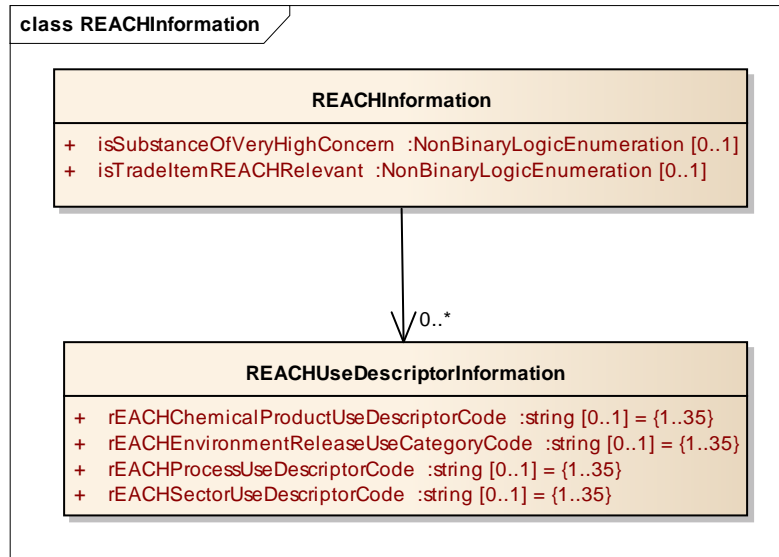 class REACHInformation
REACHInformation
+ isSubstanceOfVeryHighConcern :NonBinaryLogicEnumeration [0..1]
+ isTradeItemREACHRelevant :NonBinaryLogicEnumeration [0..1]
0..*
REACHUseDescriptorInformation
+ rEACHChemicalProductUseDescriptorCode :string [0..1] = {1..35}
+ rEACHEnvironmentReleaseUseCategoryCode :string [0..1] = {1..35}
+ rEACHProcessUseDescriptorCode :string [0..1] = {1..35}
+ rEACHSectorUseDescriptorCode :string [0..1] = {1..35}